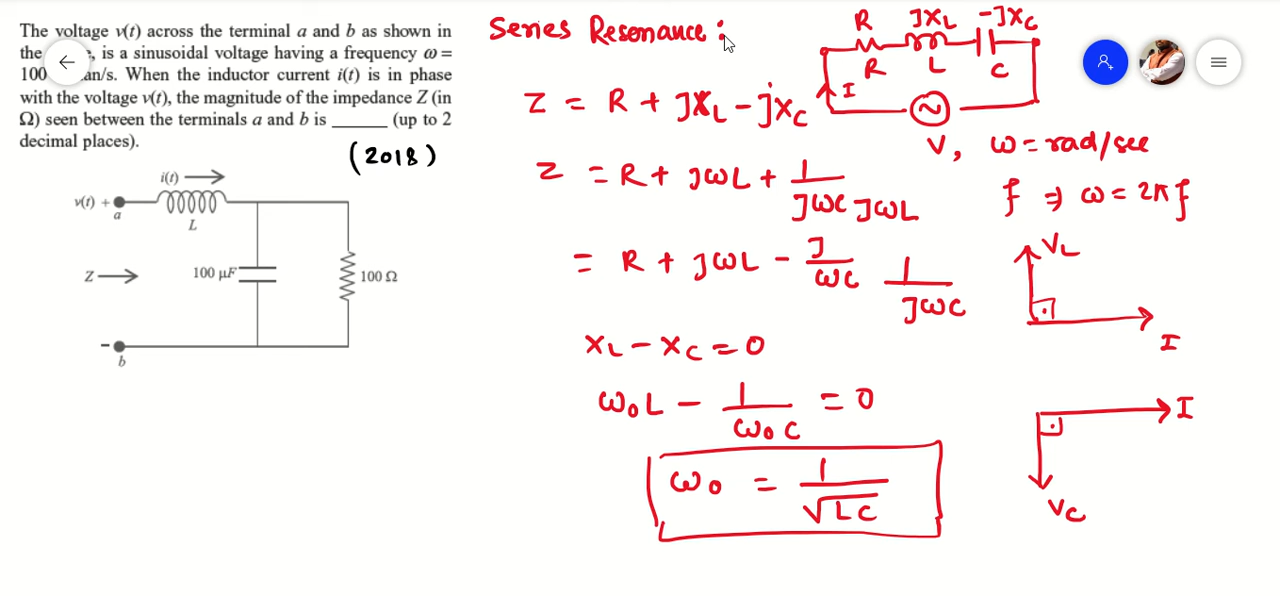 The voltage v(t) across the terminal a and b as shown in
the , is a sinusoidal voltage having a frequency ω =
100 an/s. When the inductor current i(t) is in phase
with the voltage v(t), the magnitude of the impedance Z (in
Ω) seen between the terminals a and b is ______ (up to 2
decimal places).
(2018)
i(t)
v(t) +
a
L
Z
100 μF
100 Ω
-
b
Series Resonance :
Z = R + JXL - jXC
Z = R + JωL + 1/JωC
JωL
= R + JωL - J/ωC
1/JωC
XL - XC = 0
ω0L - 1/ω0C = 0
ω0 = 1/√LC
R JXL -JXC
R L C
I
V, ω = rad/sec
f ⇒ ω = 2πf
VL
I
I
VC